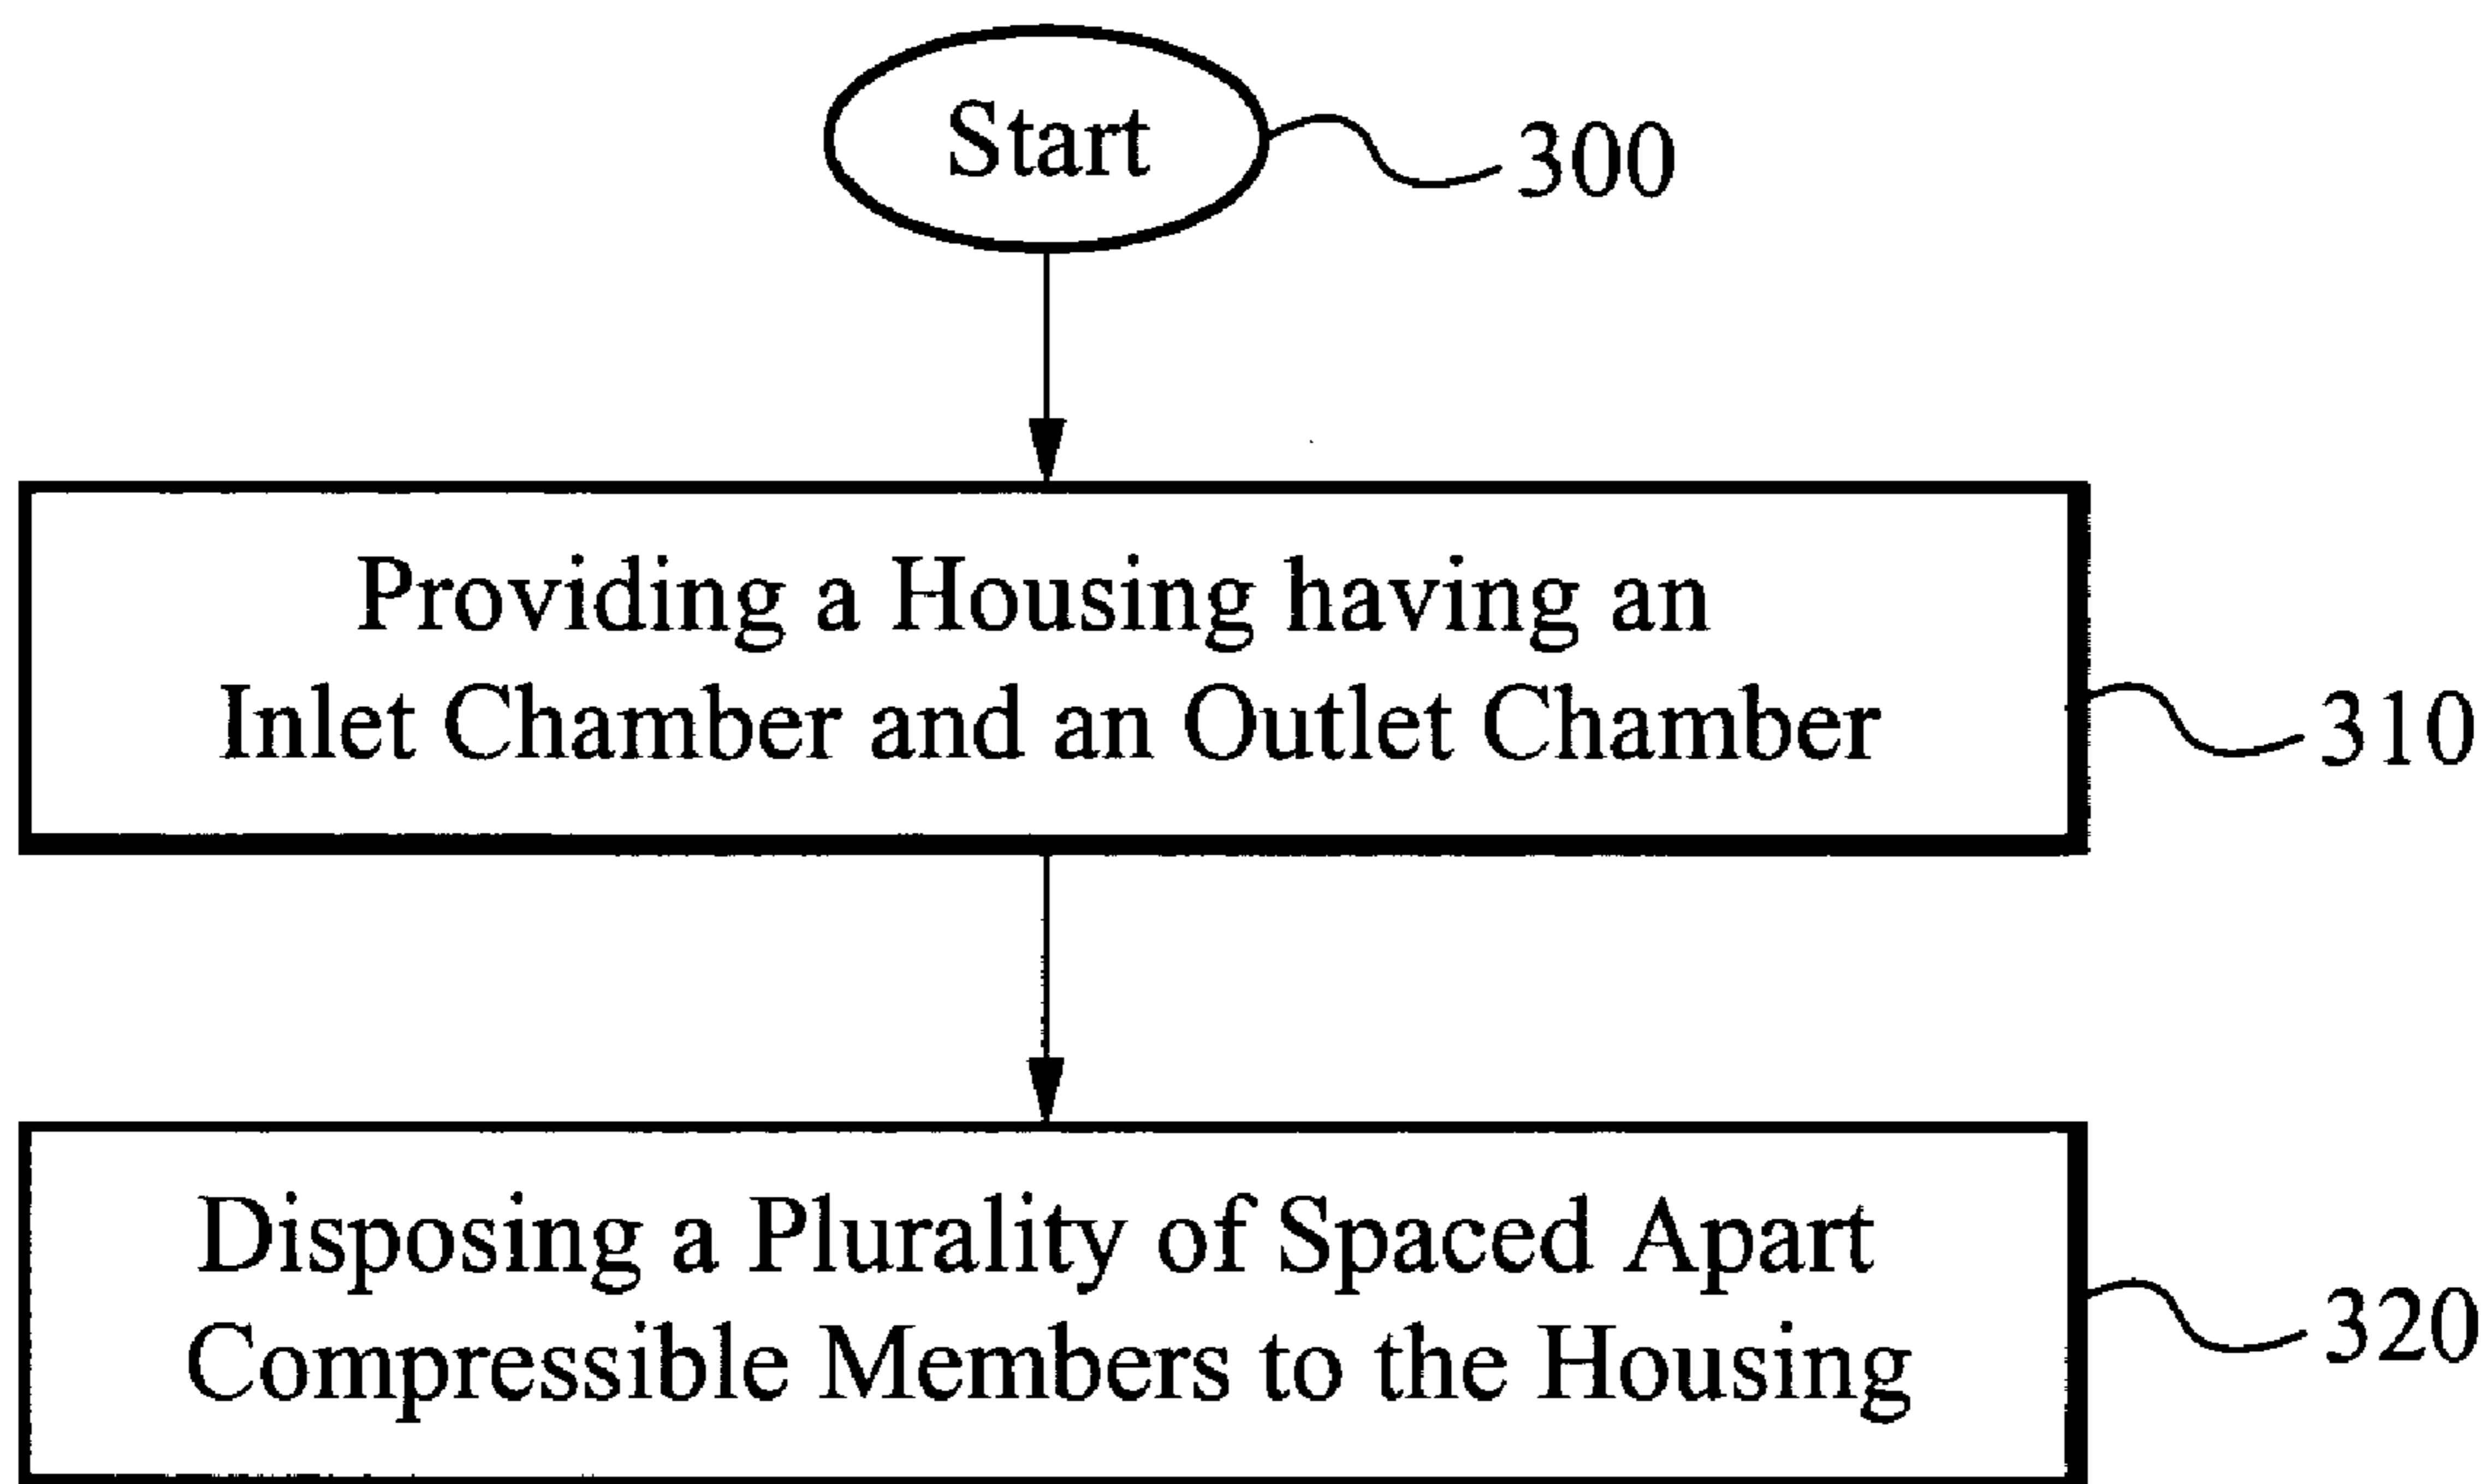 Start
300
Providing a Housing having an
Inlet Chamber and an Outlet Chamber
310
Disposing a Plurality of Spaced Apart
Compressible Members to the Housing
320